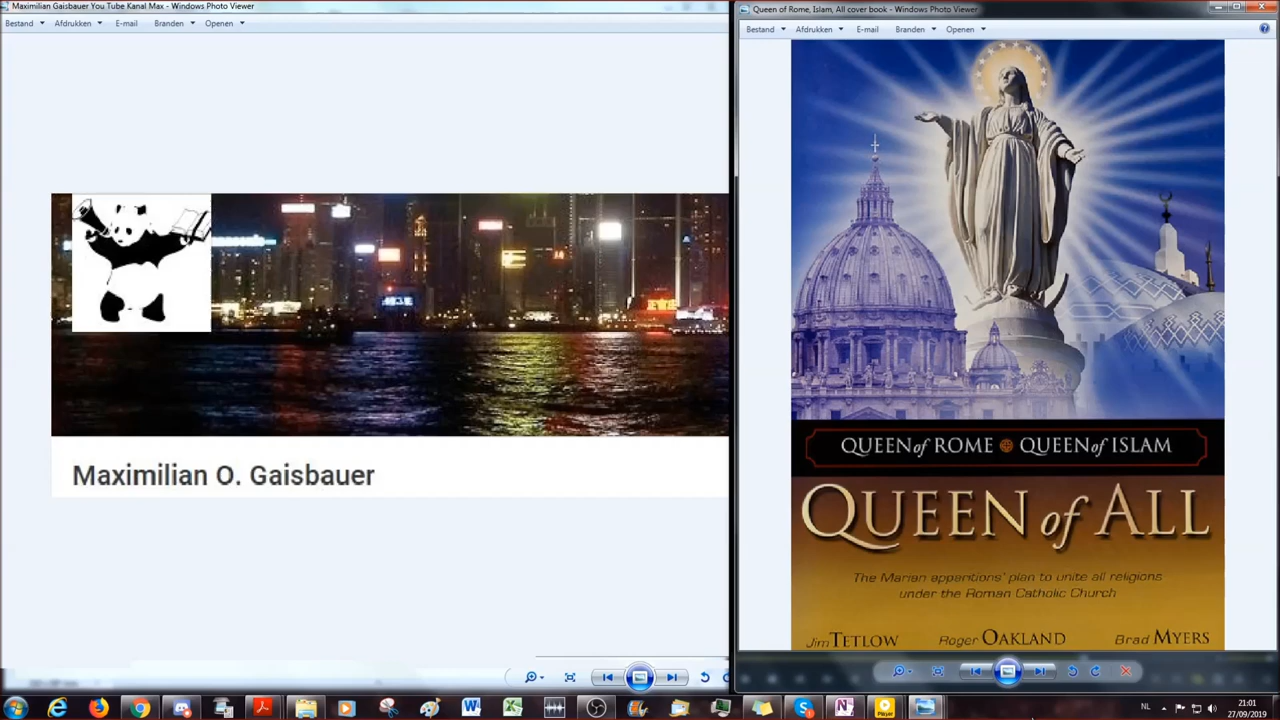 Maximilian Gaisbauer You Tube Kanal Max - Windows Photo Viewer
Bestand Afdrukken E-mail Branden Openen
Maximilian O. Gaisbauer
Queen of Rome, Islam, All cover book - Windows Photo Viewer
Bestand Afdrukken E-mail Branden Openen
QUEEN of ROME QUEEN of ISLAM
QUEEN of ALL
The Marian apparitions' plan to unite all religions
under the Roman Catholic Church
Jim TETLOW Roger OAKLAND Brad MYERS
NL
21:01
27/09/2019